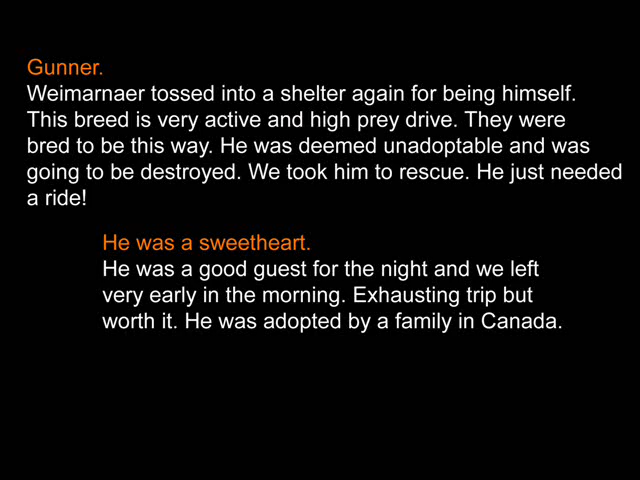 Gunner.
Weimarnaer tossed into a shelter again for being himself.
This breed is very active and high prey drive. They were
bred to be this way. He was deemed unadoptable and was
going to be destroyed. We took him to rescue. He just needed
a ride!
He was a sweetheart.
He was a good guest for the night and we left
very early in the morning. Exhausting trip but
worth it. He was adopted by a family in Canada.